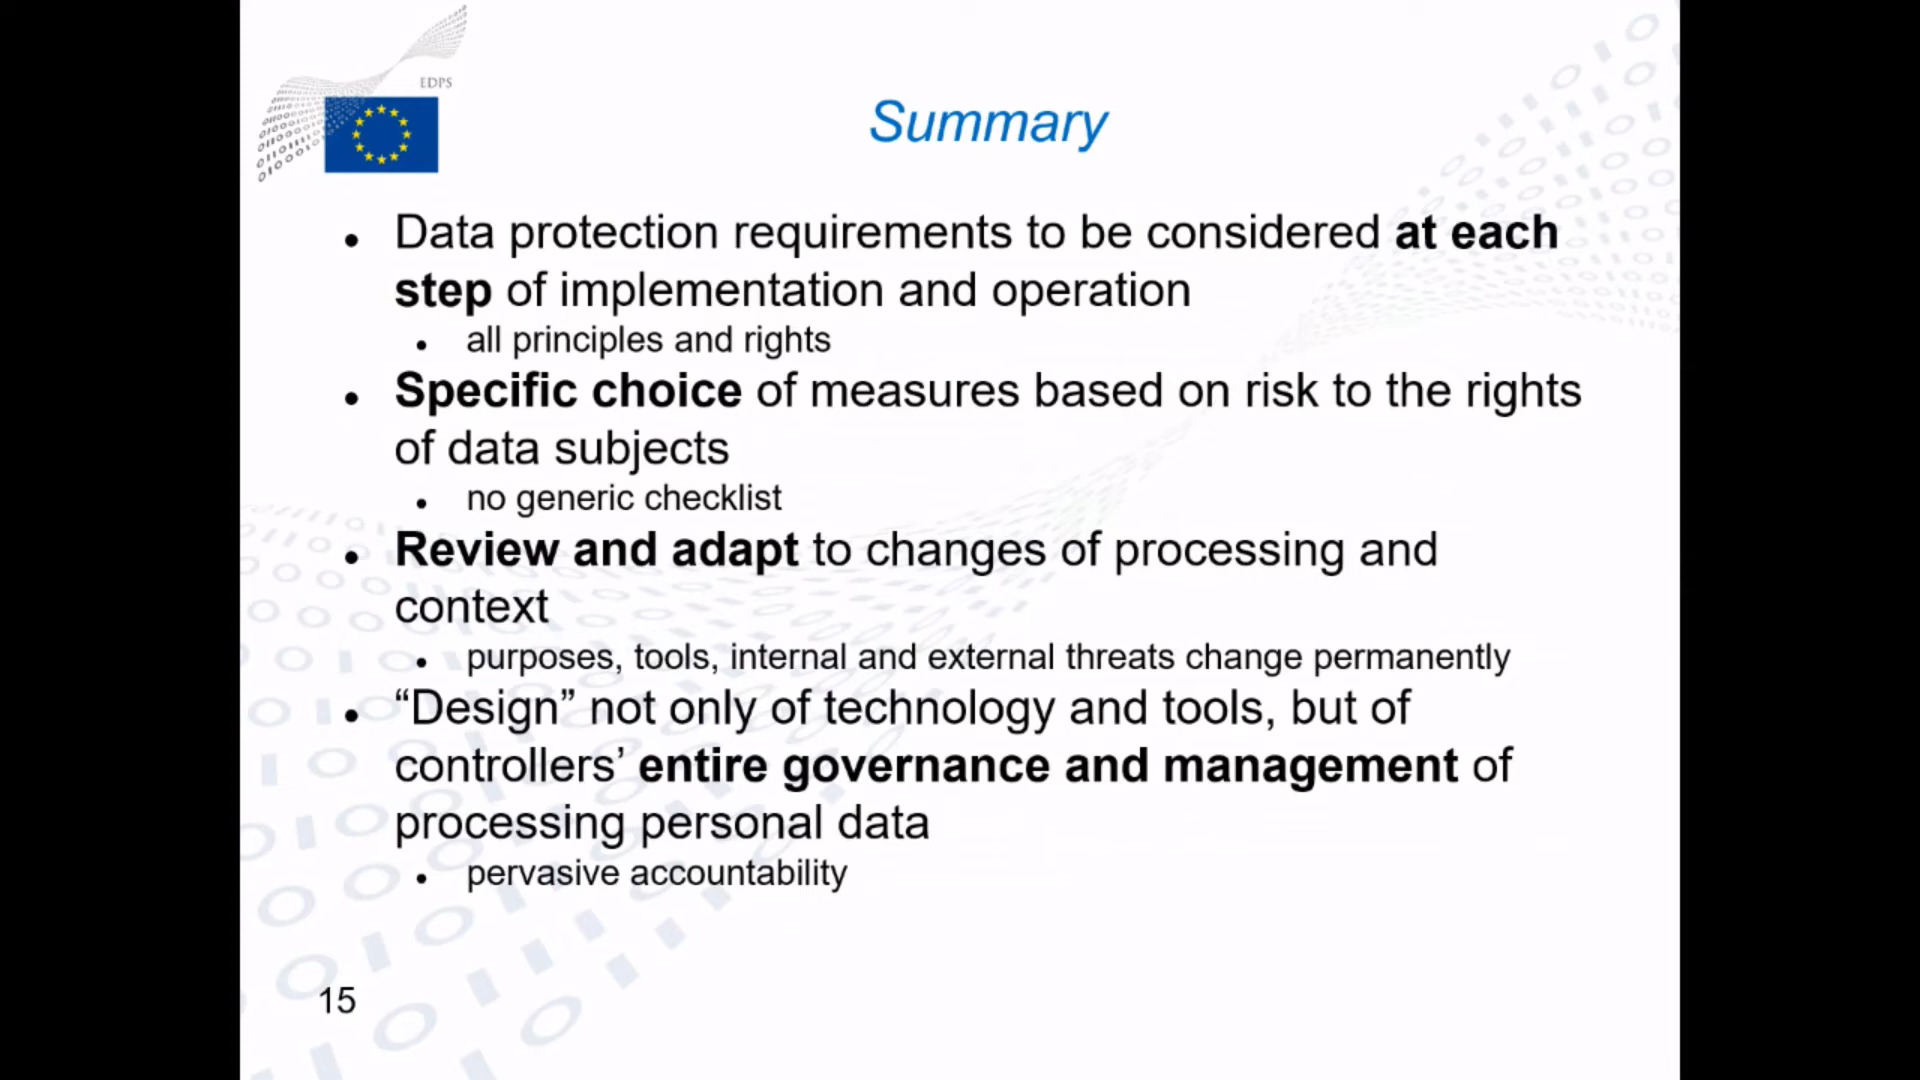 EDPS
Summary
• Data protection requirements to be considered at each
step of implementation and operation
• all principles and rights
• Specific choice of measures based on risk to the rights
of data subjects
• no generic checklist
• Review and adapt to changes of processing and
context
• purposes, tools, internal and external threats change permanently
• “Design” not only of technology and tools, but of
controllers’ entire governance and management of
processing personal data
• pervasive accountability
15